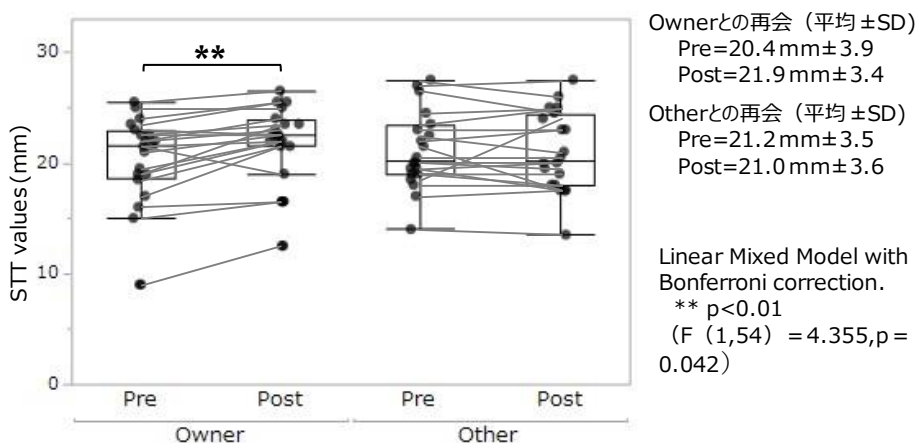 30
20
10
0
STT values(mm)
**
Pre
Post
Pre
Post
Owner
Other
Ownerとの再会（平均±SD)
Pre=20.4mm±3.9
Post=21.9mm±3.4
Otherとの再会（平均±SD)
Pre=21.2mm±3.5
Post=21.0mm±3.6
Linear Mixed Model with
Bonferroni correction.
** p<0.01
（F（1,54）＝4.355,p＝
0.042）